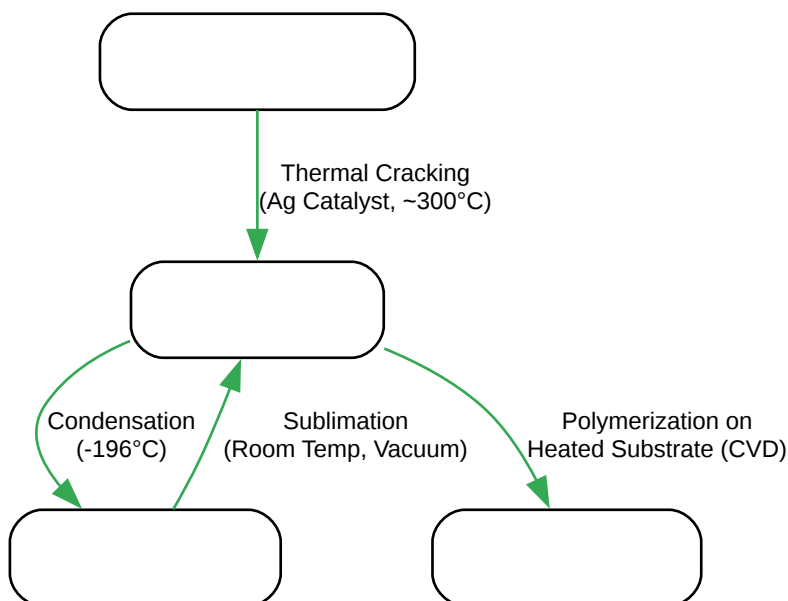 Thermal Cracking
(Ag Catalyst, ~300°C)
Condensation
(-196°C)
Sublimation
(Room Temp, Vacuum)
Polymerization on
Heated Substrate (CVD)